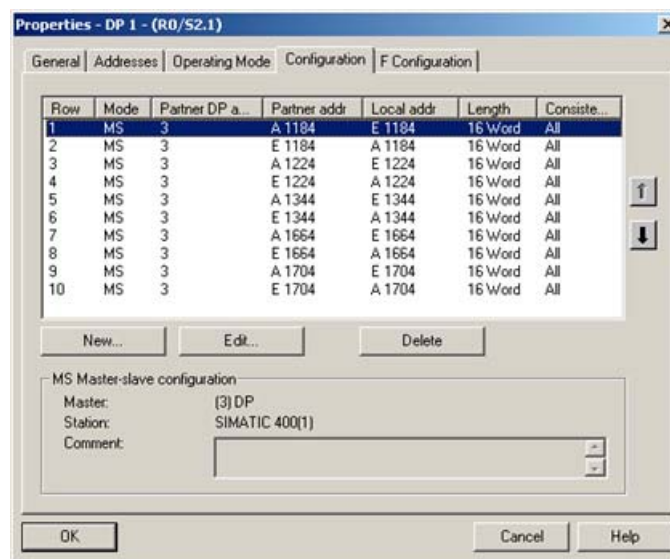 Properties - DP 1 - (R0/S2.1)
General Addresses Operating Mode Configuration F Configuration
Row Mode Partner DP a... Partner addr Local addr Length Consiste...
1 MS 3 A 1184 E 1184 16 Word All
2 MS 3 E 1184 A 1184 16 Word All
3 MS 3 A 1224 E 1224 16 Word All
4 MS 3 E 1224 A 1224 16 Word All
5 MS 3 A 1344 E 1344 16 Word All
6 MS 3 E 1344 A 1344 16 Word All
7 MS 3 A 1664 E 1664 16 Word All
8 MS 3 E 1664 A 1664 16 Word All
9 MS 3 A 1704 E 1704 16 Word All
10 MS 3 E 1704 A 1704 16 Word All
New... Edit... Delete
MS Master-slave configuration
Master: (3) DP
Station: SIMATIC 400(1)
Comment:
OK Cancel Help